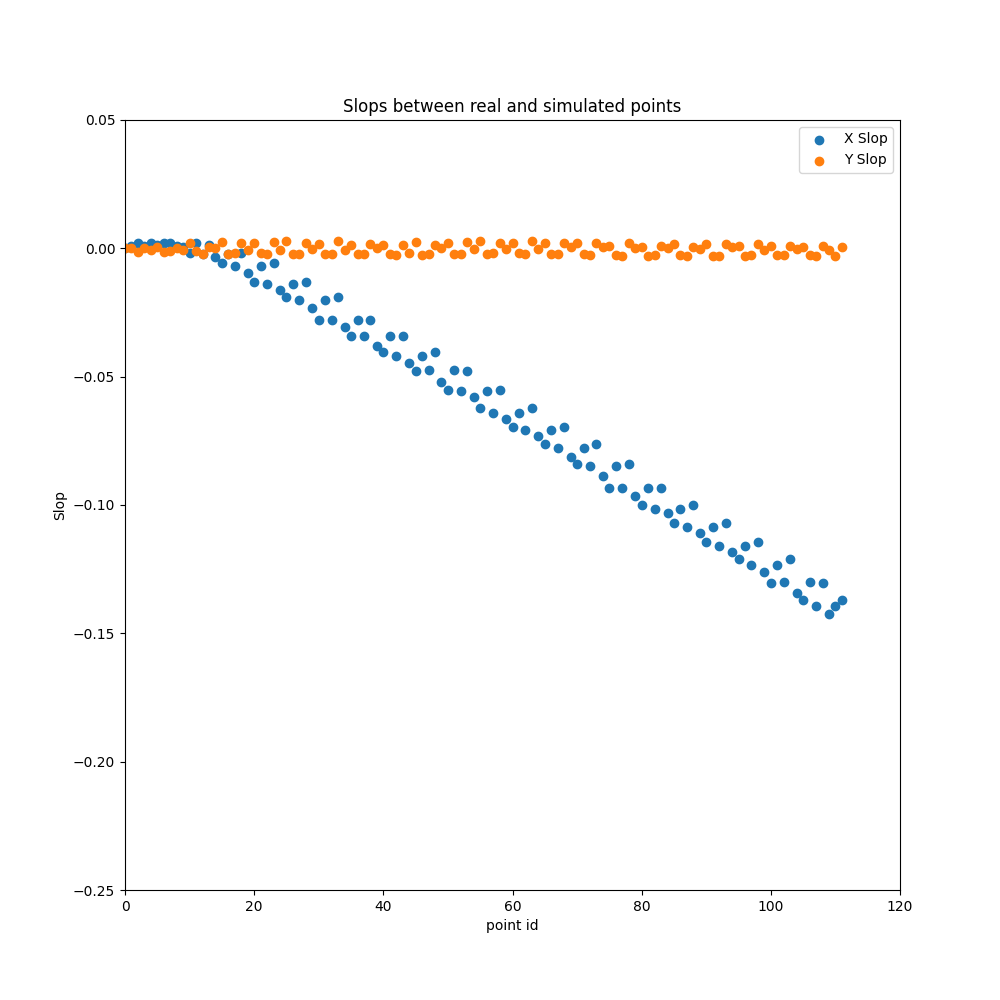 Slops between real and simulated points
X Slop
Y Slop
0.05
0.00
−0.05
−0.10
−0.15
−0.20
−0.25
Slop
0 20 40 60 80 100 120
point id